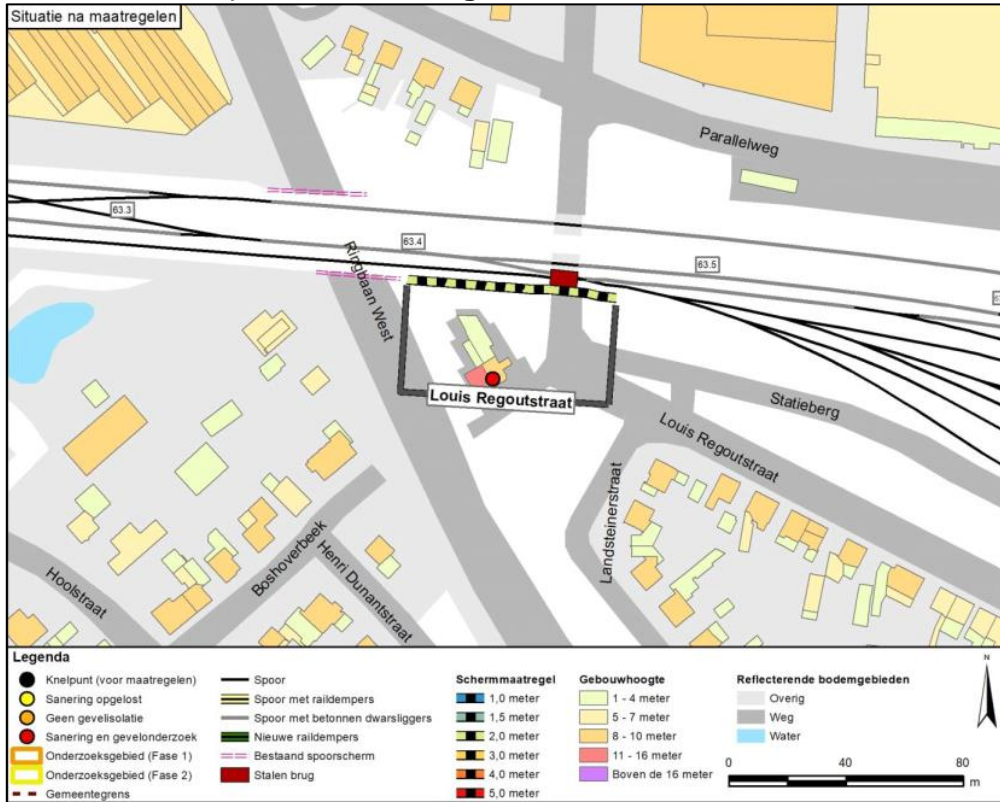 Situatie na maatregelen
Parallelweg
63.3
63.4
63.5
Ringbaan West
Louis Regoutstraat
Statieberg
Louis Regoutstraat
Landsteinerstraat
Boshoverbeek
Henri Dunantstraat
Hoolstraat
Legenda
Knelpunt (voor maatregelen)
Sanering opgelost
Geen gevelisolatie
Sanering en gevelonderzoek
Onderzoeksgebied (Fase 1)
Onderzoeksgebied (Fase 2)
Gemeentegrens
Spoor
Spoor met raildempers
Spoor met betonnen dwarsliggers
Nieuwe raildempers
Bestaand spoorscherm
Stalen brug
Schermmaatregel
1,0 meter
1,5 meter
2,0 meter
3,0 meter
4,0 meter
5,0 meter
Gebouwhoogte
1 - 4 meter
5 - 7 meter
8 - 10 meter
11 - 16 meter
Boven de 16 meter
Reflecterende bodemgebieden
Overig
Weg
Water
N
0 40 80
m